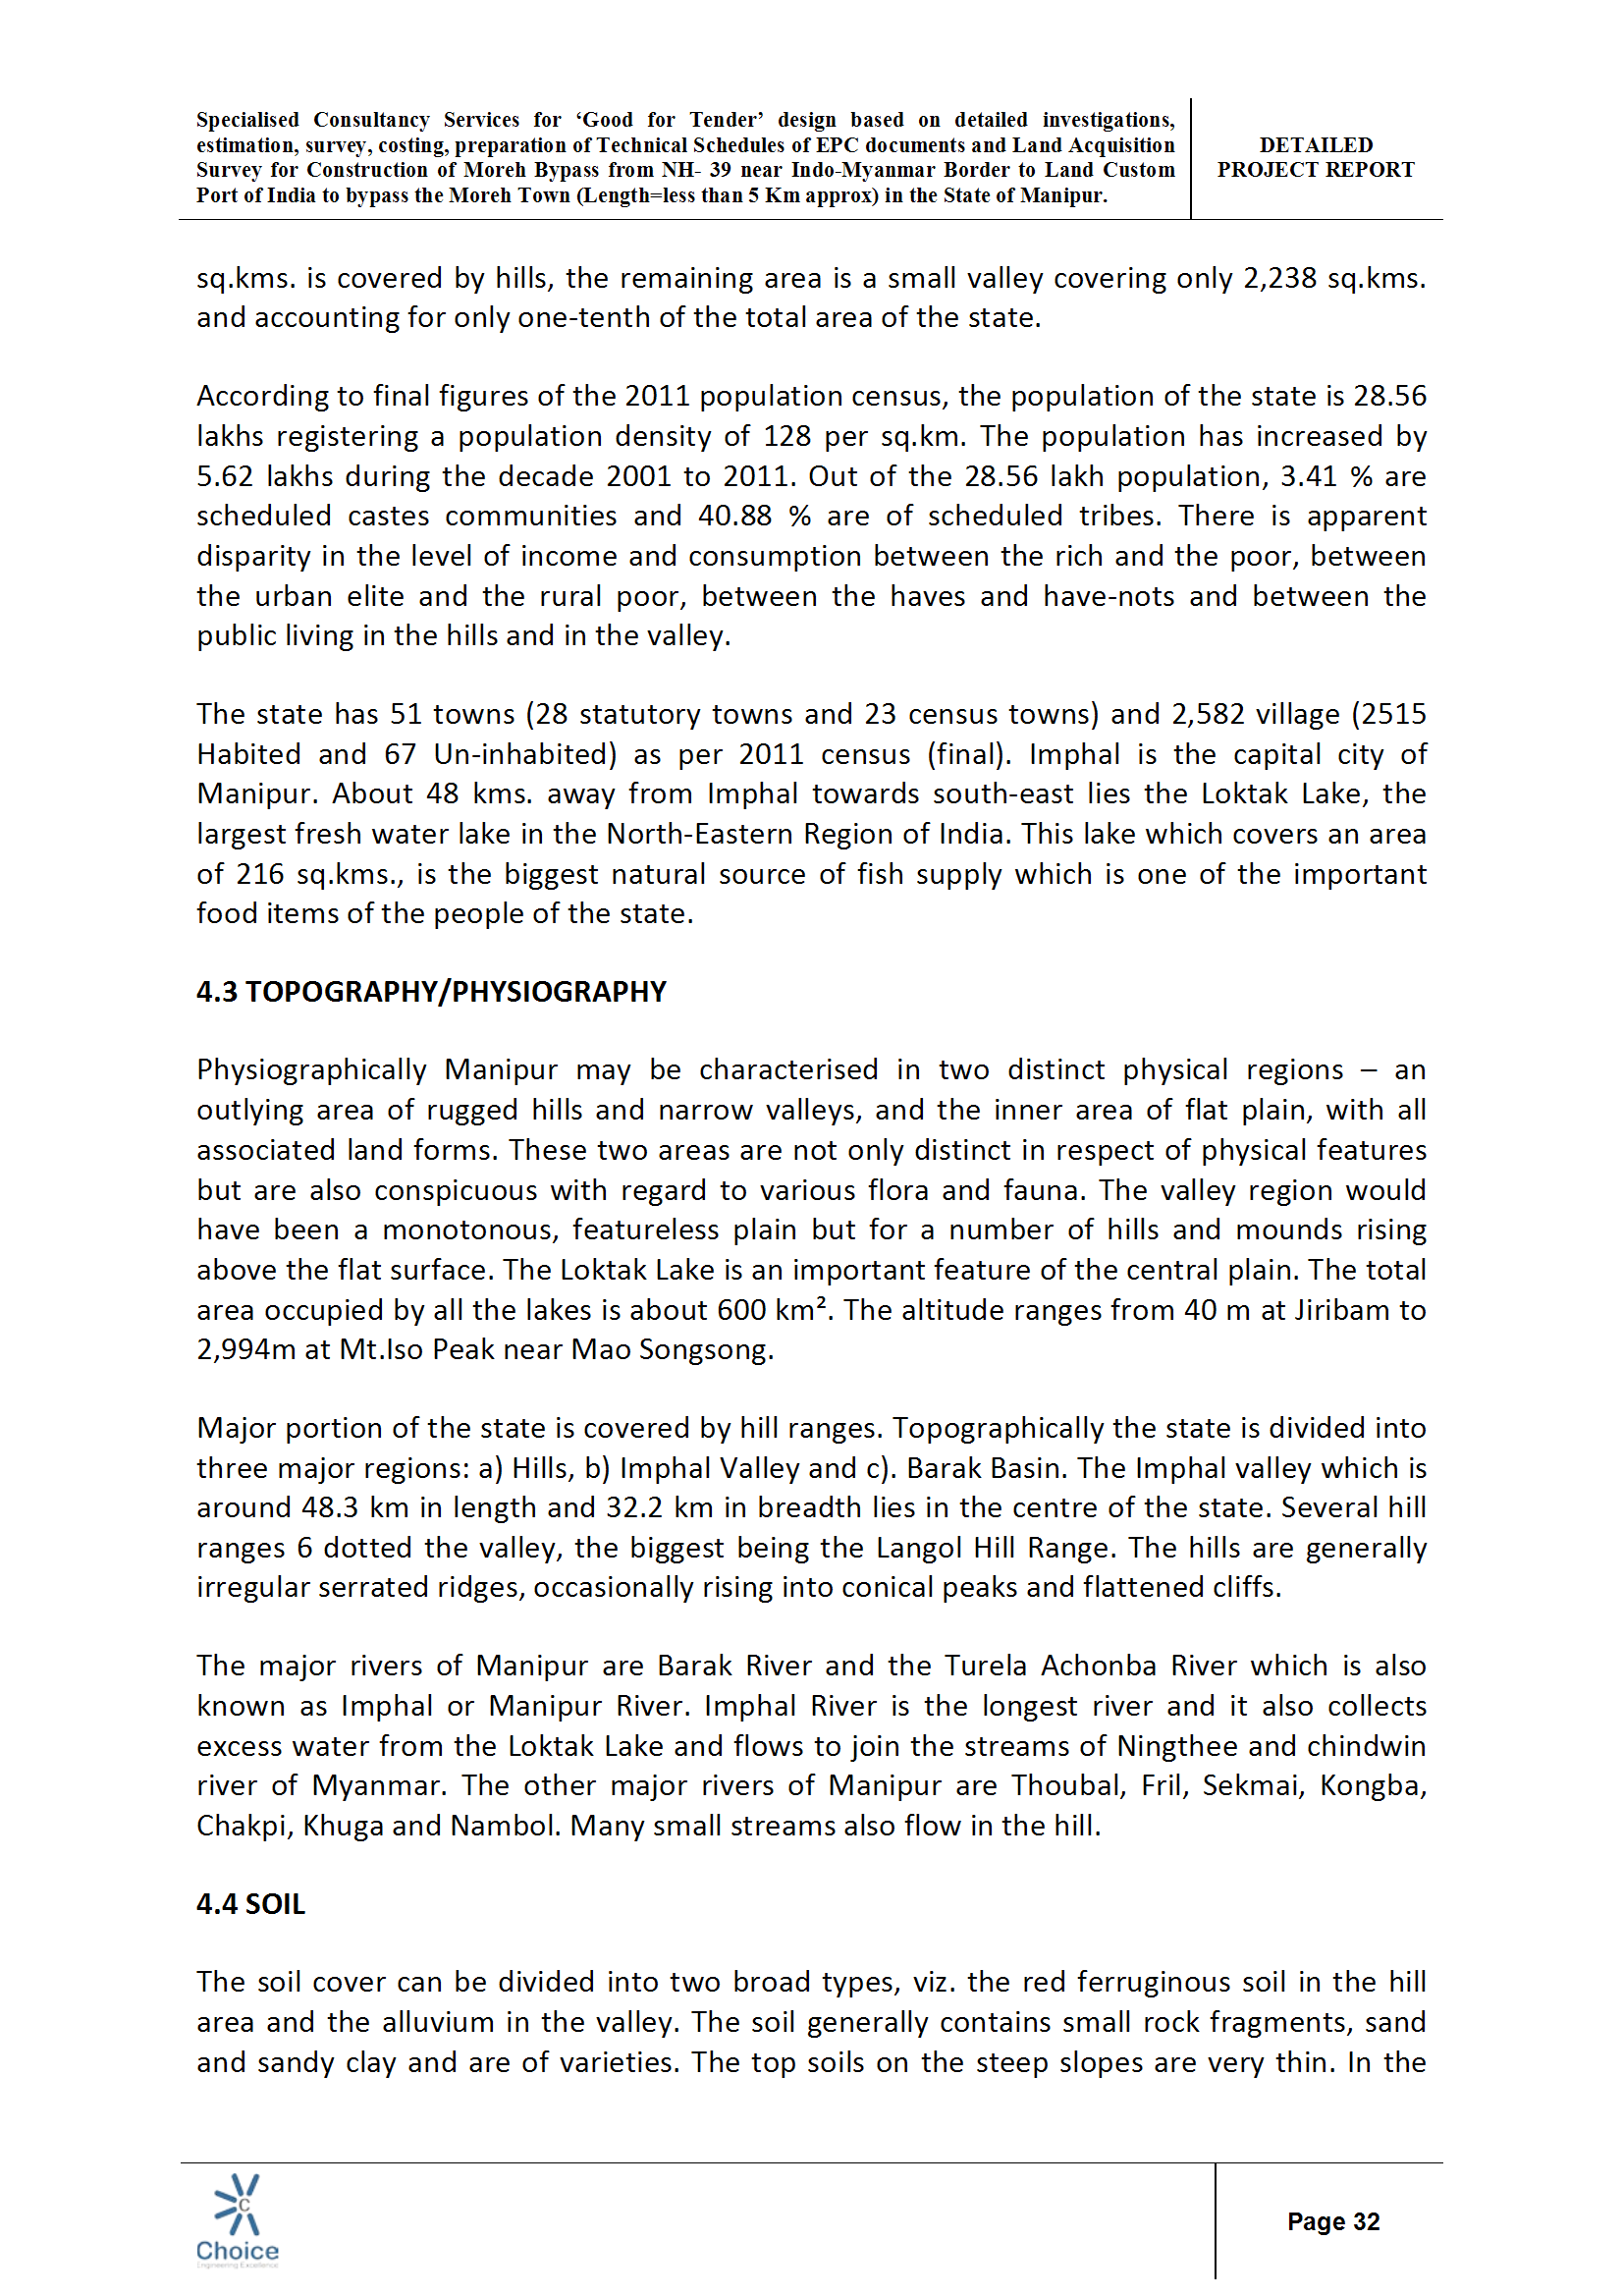 Specialised Consultancy Services for ‘Good for Tender’ design based on detailed investigations,
estimation, survey, costing, preparation of Technical Schedules of EPC documents and Land Acquisition
Survey for Construction of Moreh Bypass from NH- 39 near Indo-Myanmar Border to Land Custom
Port of India to bypass the Moreh Town (Length=less than 5 Km approx) in the State of Manipur.
DETAILED
PROJECT REPORT
sq.kms. is covered by hills, the remaining area is a small valley covering only 2,238 sq.kms.
and accounting for only one-tenth of the total area of the state.
According to final figures of the 2011 population census, the population of the state is 28.56
lakhs registering a population density of 128 per sq.km. The population has increased by
5.62 lakhs during the decade 2001 to 2011. Out of the 28.56 lakh population, 3.41 % are
scheduled castes communities and 40.88 % are of scheduled tribes. There is apparent
disparity in the level of income and consumption between the rich and the poor, between
the urban elite and the rural poor, between the haves and have-nots and between the
public living in the hills and in the valley.
The state has 51 towns (28 statutory towns and 23 census towns) and 2,582 village (2515
Habited and 67 Un-inhabited) as per 2011 census (final). Imphal is the capital city of
Manipur. About 48 kms. away from Imphal towards south-east lies the Loktak Lake, the
largest fresh water lake in the North-Eastern Region of India. This lake which covers an area
of 216 sq.kms., is the biggest natural source of fish supply which is one of the important
food items of the people of the state.
4.3 TOPOGRAPHY/PHYSIOGRAPHY
Physiographically Manipur may be characterised in two distinct physical regions – an
outlying area of rugged hills and narrow valleys, and the inner area of flat plain, with all
associated land forms. These two areas are not only distinct in respect of physical features
but are also conspicuous with regard to various flora and fauna. The valley region would
have been a monotonous, featureless plain but for a number of hills and mounds rising
above the flat surface. The Loktak Lake is an important feature of the central plain. The total
area occupied by all the lakes is about 600 km². The altitude ranges from 40 m at Jiribam to
2,994m at Mt.Iso Peak near Mao Songsong.
Major portion of the state is covered by hill ranges. Topographically the state is divided into
three major regions: a) Hills, b) Imphal Valley and c). Barak Basin. The Imphal valley which is
around 48.3 km in length and 32.2 km in breadth lies in the centre of the state. Several hill
ranges 6 dotted the valley, the biggest being the Langol Hill Range. The hills are generally
irregular serrated ridges, occasionally rising into conical peaks and flattened cliffs.
The major rivers of Manipur are Barak River and the Turela Achonba River which is also
known as Imphal or Manipur River. Imphal River is the longest river and it also collects
excess water from the Loktak Lake and flows to join the streams of Ningthee and chindwin
river of Myanmar. The other major rivers of Manipur are Thoubal, Fril, Sekmai, Kongba,
Chakpi, Khuga and Nambol. Many small streams also flow in the hill.
4.4 SOIL
The soil cover can be divided into two broad types, viz. the red ferruginous soil in the hill
area and the alluvium in the valley. The soil generally contains small rock fragments, sand
and sandy clay and are of varieties. The top soils on the steep slopes are very thin. In the
C
Choice
Engineering Excellence
Page 32